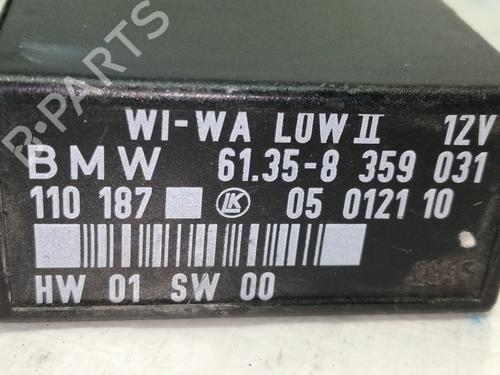 B-PARTS
WI-WA LOW II 12V
BMW 61.35-8 359 031
110 187 LK 05 0121 10
HW 01 SW 00